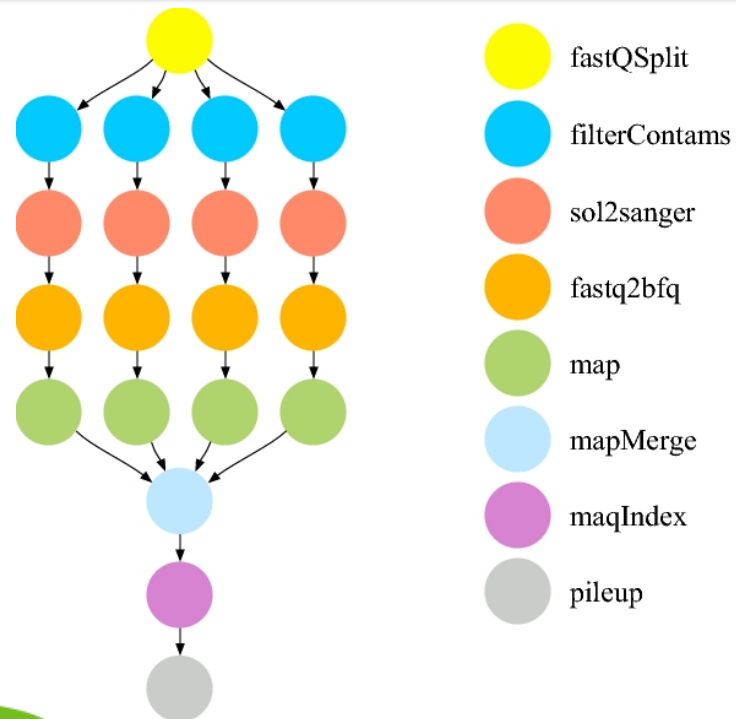 fastQSplit
filterContams
sol2sanger
fastq2bfq
map
mapMerge
maqIndex
pileup